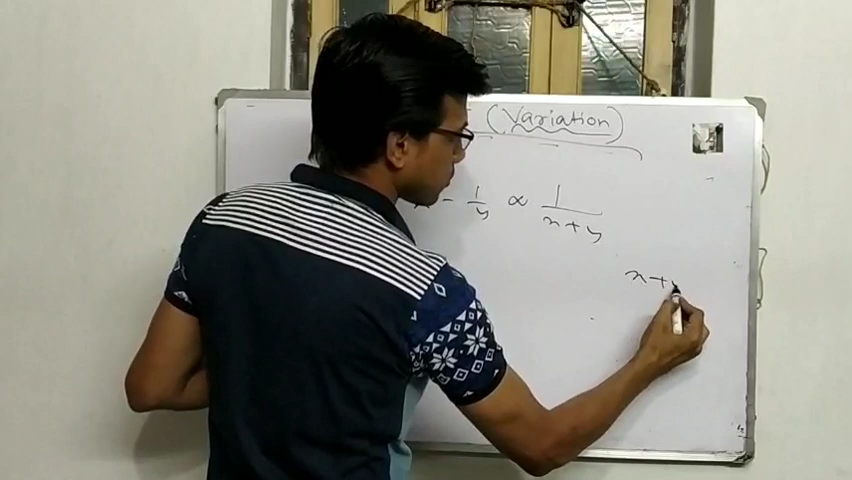 (Variation)
- 1/y ∝ 1/x+y
x+